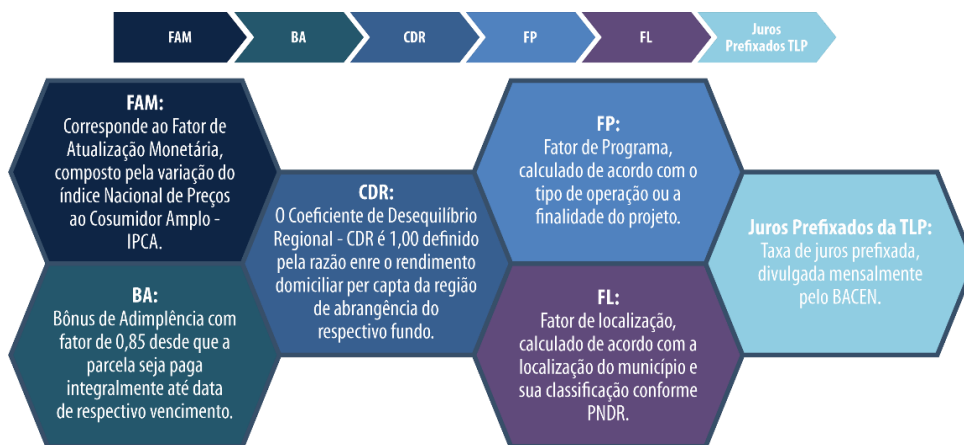 FAM
BA
CDR
FP
FL
Juros
Prefixados TLP
FAM:
Corresponde ao Fator de
Atualização Monetária,
composto pela variação do
índice Nacional de Preços
ao Cosumidor Amplo -
IPCA.
BA:
Bônus de Adimplência com
fator de 0,85 desde que a
parcela seja paga
integralmente até data
de respectivo vencimento.
CDR:
O Coeficiente de Desequilíbrio
Regional - CDR é 1,00 definido
pela razão enre o rendimento
domiciliar per capta da região
de abrangência do
respectivo fundo.
FP:
Fator de Programa,
calculado de acordo com o
tipo de operação ou a
finalidade do projeto.
FL:
Fator de localização,
calculado de acordo com a
localização do município e
sua classificação conforme
PNDR.
Juros Prefixados da TLP:
Taxa de juros prefixada,
divulgada mensalmente
pelo BACEN.